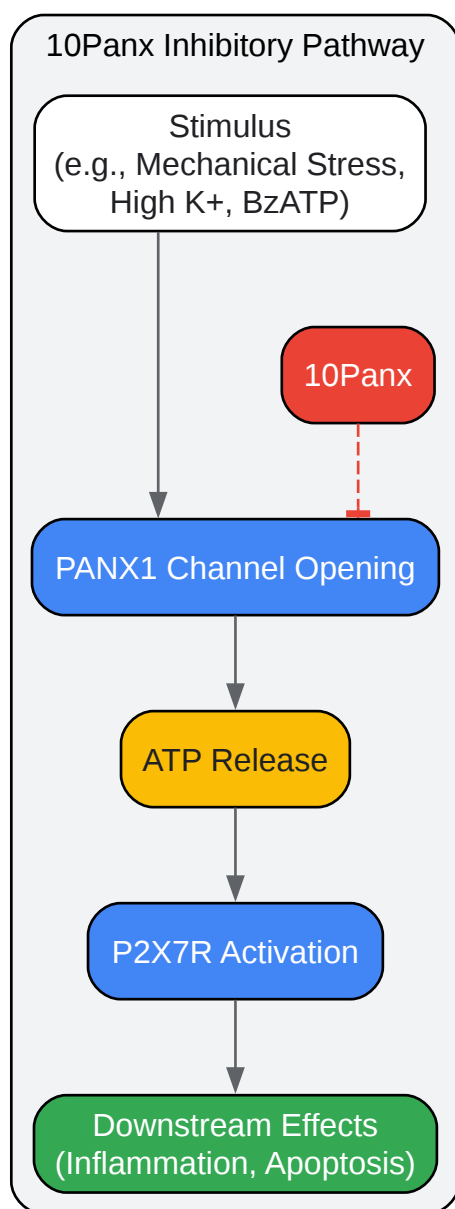 10Panx Inhibitory Pathway
Stimulus
(e.g., Mechanical Stress,
High K+, BzATP)
10Panx
PANX1 Channel Opening
ATP Release
P2X7R Activation
Downstream Effects
(Inflammation, Apoptosis)